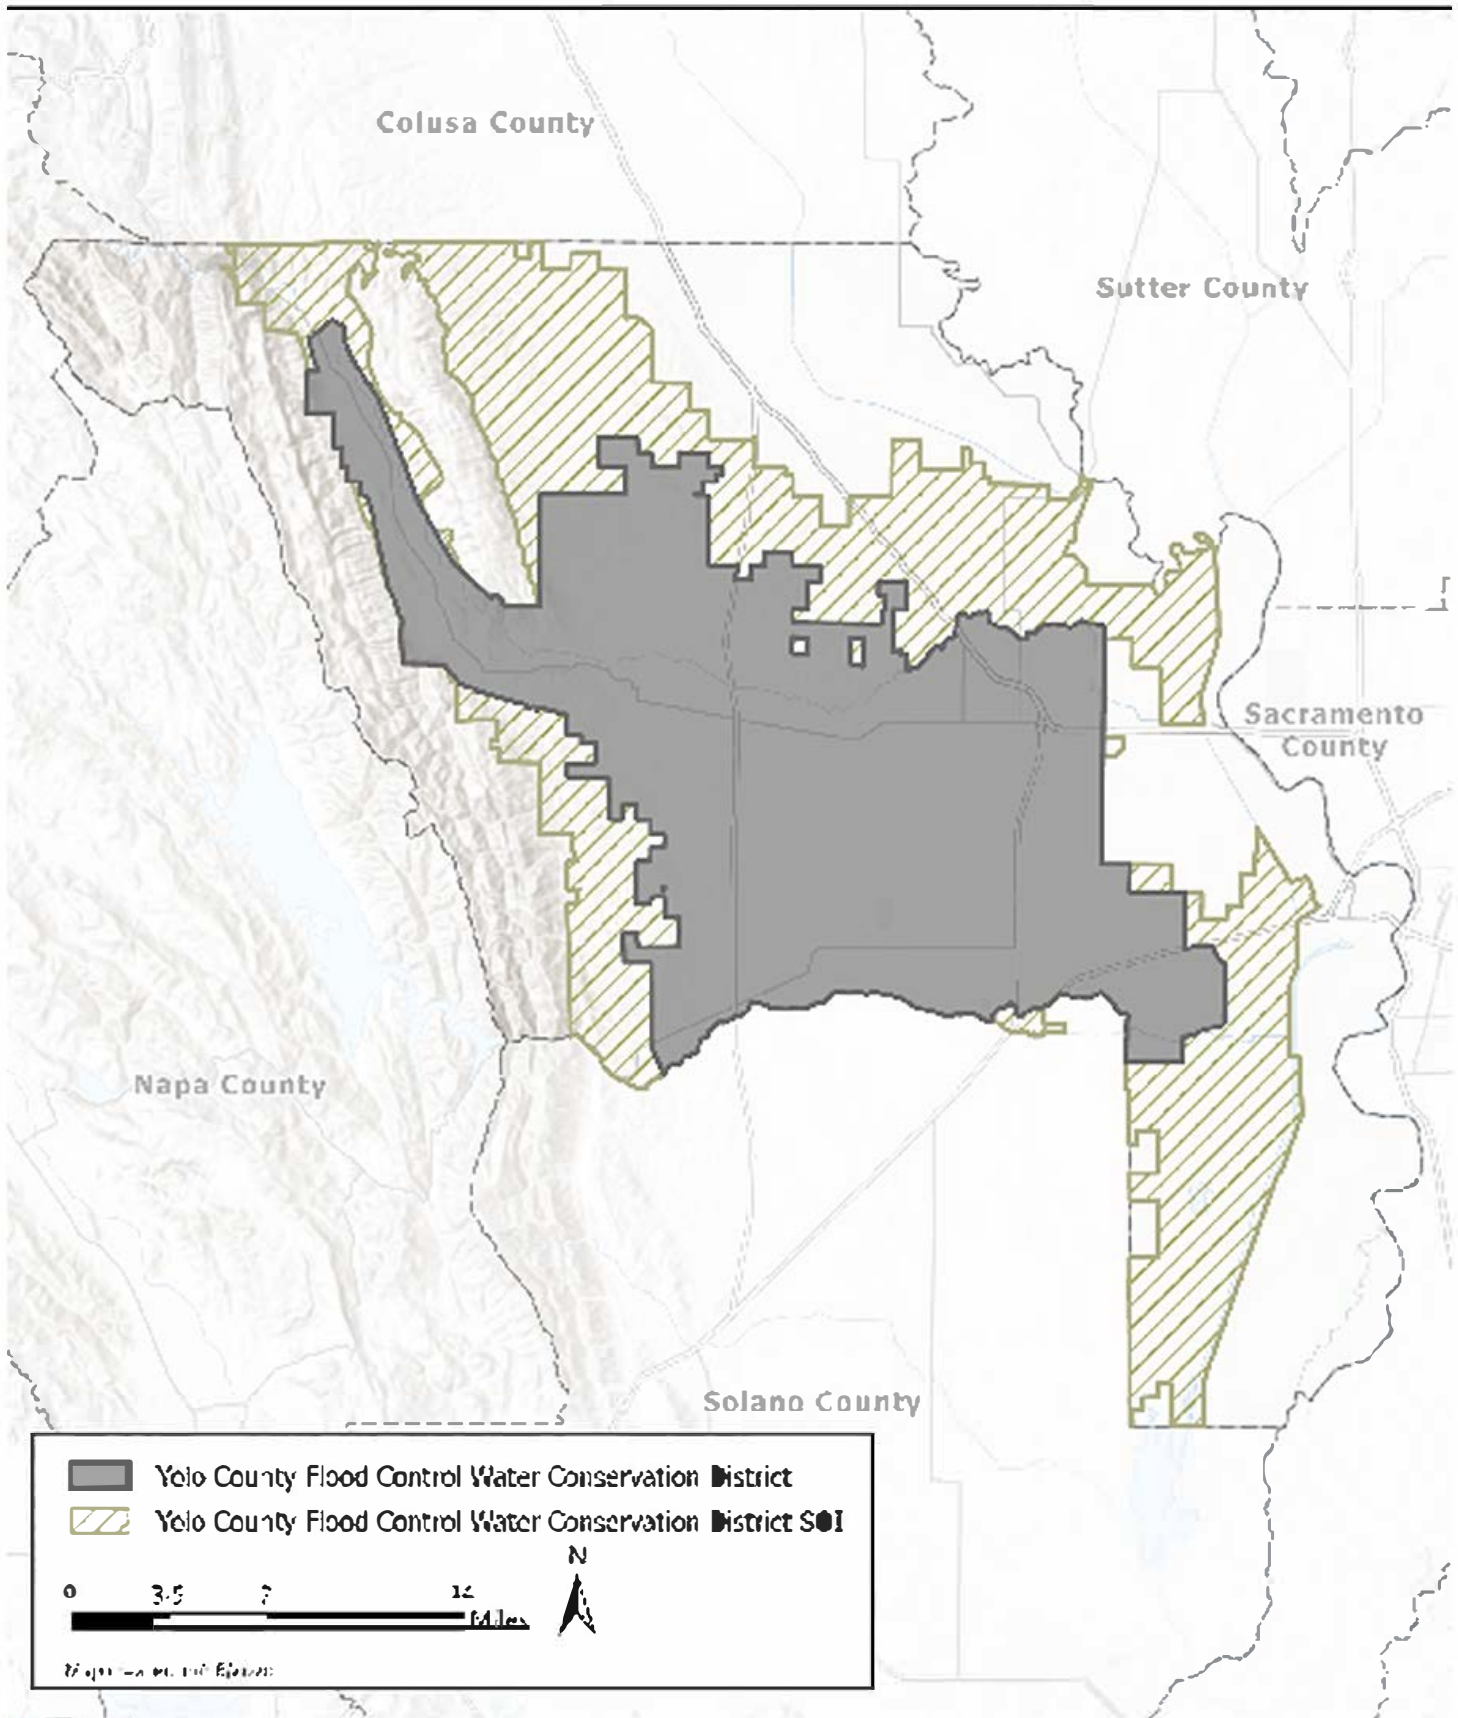 Colusa County
Sutter County
Sacramento
County
Napa County
Solano County
Yolo County Flood Control Water Conservation District
Yolo County Flood Control Water Conservation District SOI
N
0 3.5 7 14
Miles